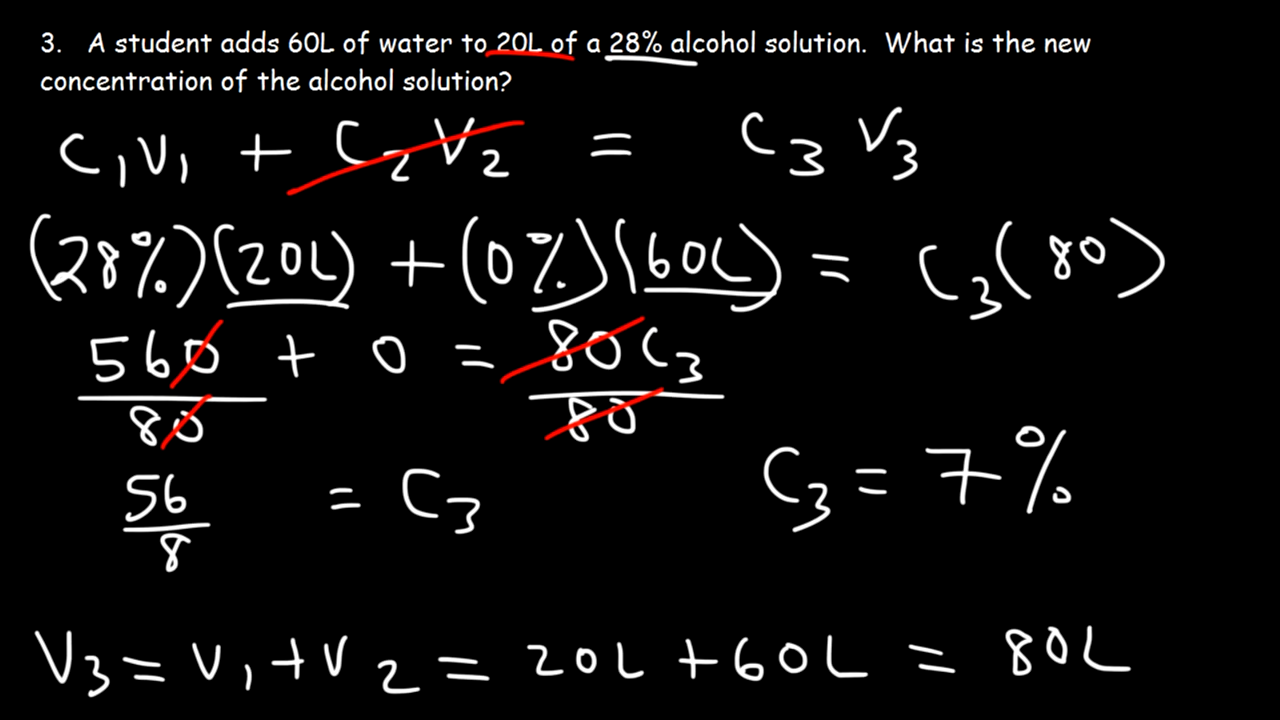 3. A student adds 60L of water to 20L of a 28% alcohol solution. What is the new
concentration of the alcohol solution?
C₁V₁ + C₂V₂ = C₃V₃
(28%)(20L) + (0%)(60L) = C₃(80)
560/80 + 0 = 80C₃/80
56/8 = C₃
C₃ = 7%
V₃ = V₁ + V₂ = 20L + 60L = 80L